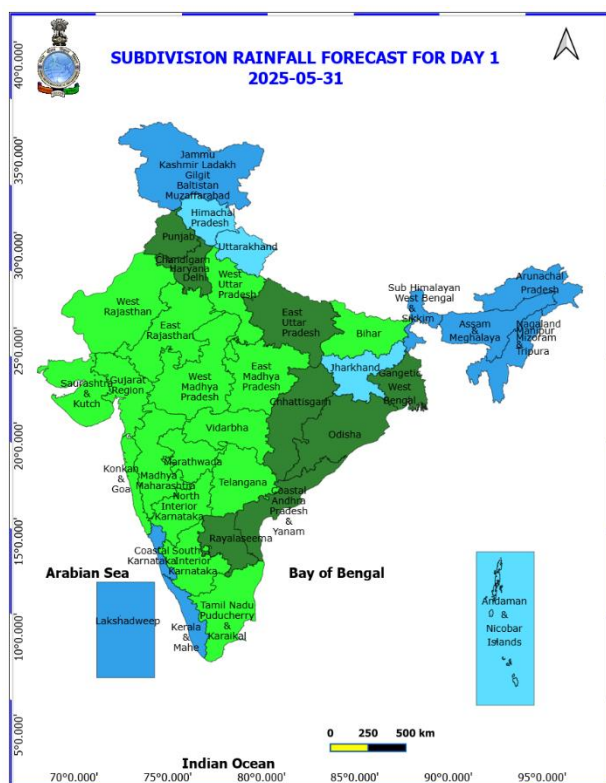 SUBDIVISION RAINFALL FORECAST FOR DAY 1
2025-05-31
40°0.000'
35°0.000'
30°0.000'
25°0.000'
20°0.000'
15°0.000'
10°0.000'
5°0.000'
Jammu
Kashmir Ladakh
Gilgit
Baltistan
Muzaffarabad
Himachal
Pradesh
Punjab
Uttarakhand
Chandigarh
Haryana
Delhi
West
Uttar
Pradesh
Arunachal
Pradesh
Sub Himalayan
West Bengal
&
Sikkim
West
Rajasthan
East
Rajasthan
East
Uttar
Pradesh
Bihar
Assam
&
Meghalaya
Nagaland
Manipur
Mizoram
&
Tripura
Saurashtra
&
Kutch
Gujarat
Region
West
Madhya
Pradesh
East
Madhya
Pradesh
Jharkhand
Gangetic
West
Bengal
Chhattisgarh
Vidarbha
Odisha
Konkan
&
Goa
Madhya
Maharashtra
Marathwada
Telangana
North
Interior
Karnataka
Coastal
Andhra
Pradesh
&
Yanam
Rayalaseema
Coastal
Karnataka
South
Interior
Karnataka
Arabian Sea
Bay of Bengal
Lakshadweep
Kerala
&
Mahe
Tamil Nadu
Puducherry
&
Karaikal
Andaman
&
Nicobar
Islands
0 250 500 km
Indian Ocean
70°0.000' 75°0.000' 80°0.000' 85°0.000' 90°0.000' 95°0.000'